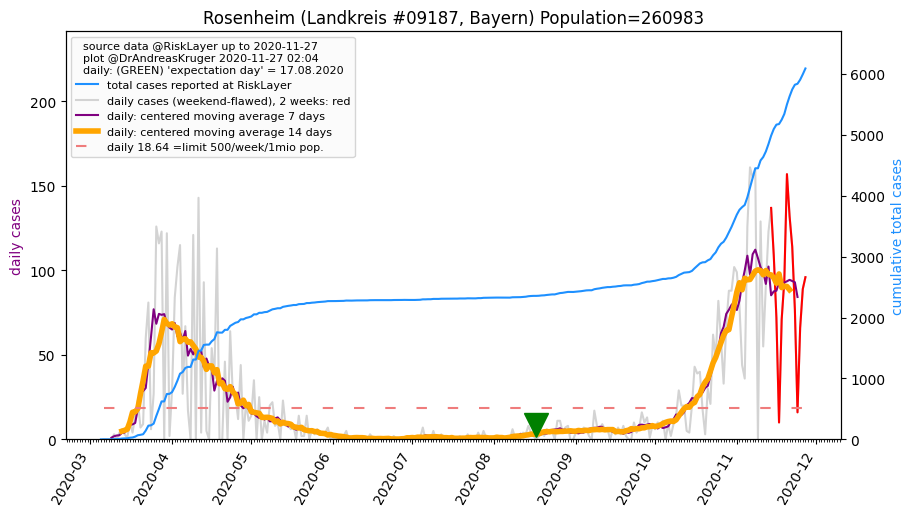 Rosenheim (Landkreis #09187, Bayern) Population=260983
source data @RiskLayer up to 2020-11-27
plot @DrAndreasKruger 2020-11-27 02:04
daily: (GREEN) 'expectation day' = 17.08.2020
total cases reported at RiskLayer
daily cases (weekend-flawed), 2 weeks: red
daily: centered moving average 7 days
daily: centered moving average 14 days
daily 18.64 =limit 500/week/1mio pop.
daily cases
200
150
100
50
0
cumulative total cases
6000
5000
4000
3000
2000
1000
0
2020-03
2020-04
2020-05
2020-06
2020-07
2020-08
2020-09
2020-10
2020-11
2020-12